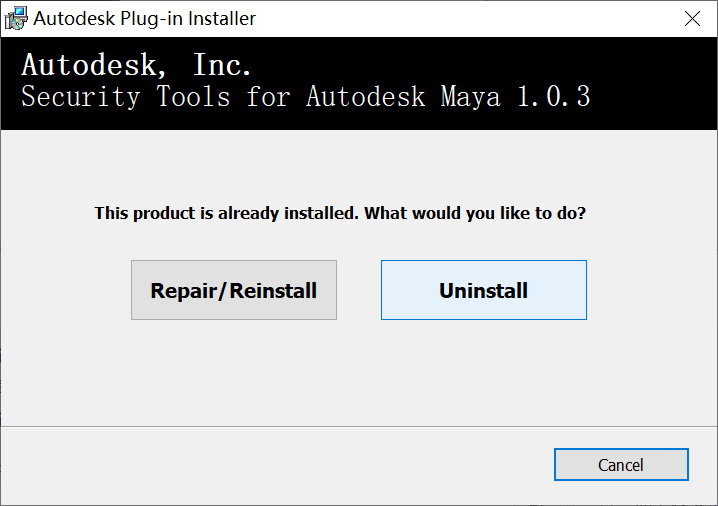 Autodesk Plug-in Installer
Autodesk, Inc.
Security Tools for Autodesk Maya 1.0.3
This product is already installed. What would you like to do?
Repair/Reinstall
Uninstall
Cancel